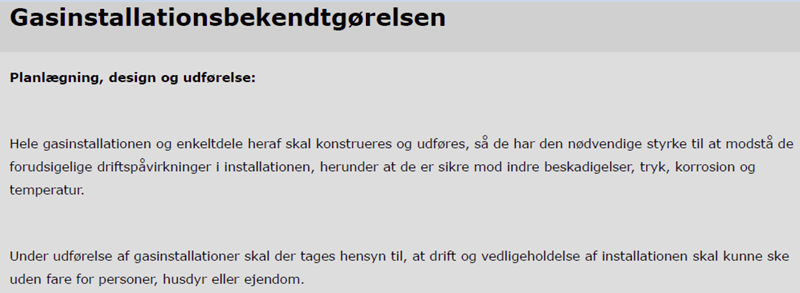 Gasinstallationsbekendtgørelsen
Planlægning, design og udførelse:
Hele gasinstallationen og enkeltdele heraf skal konstrueres og udføres, så de har den nødvendige styrke til at modstå de
forudsigelige driftspåvirkninger i installationen, herunder at de er sikre mod indre beskadigelser, tryk, korrosion og
temperatur.
Under udførelse af gasinstallationer skal der tages hensyn til, at drift og vedligeholdelse af installationen skal kunne ske
uden fare for personer, husdyr eller ejendom.